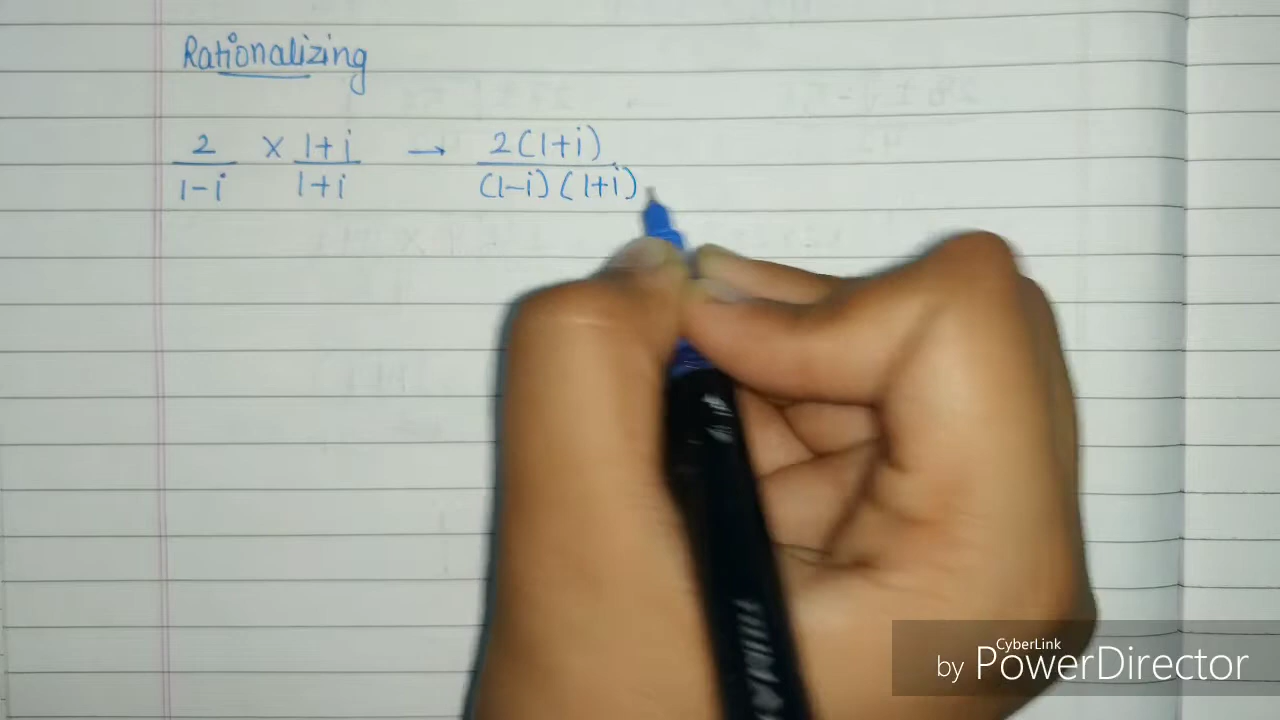 Rationalizing
2/1-i × 1+i/1+i → 2(1+i)/(1-i)(1+i)
CyberLink
by PowerDirector